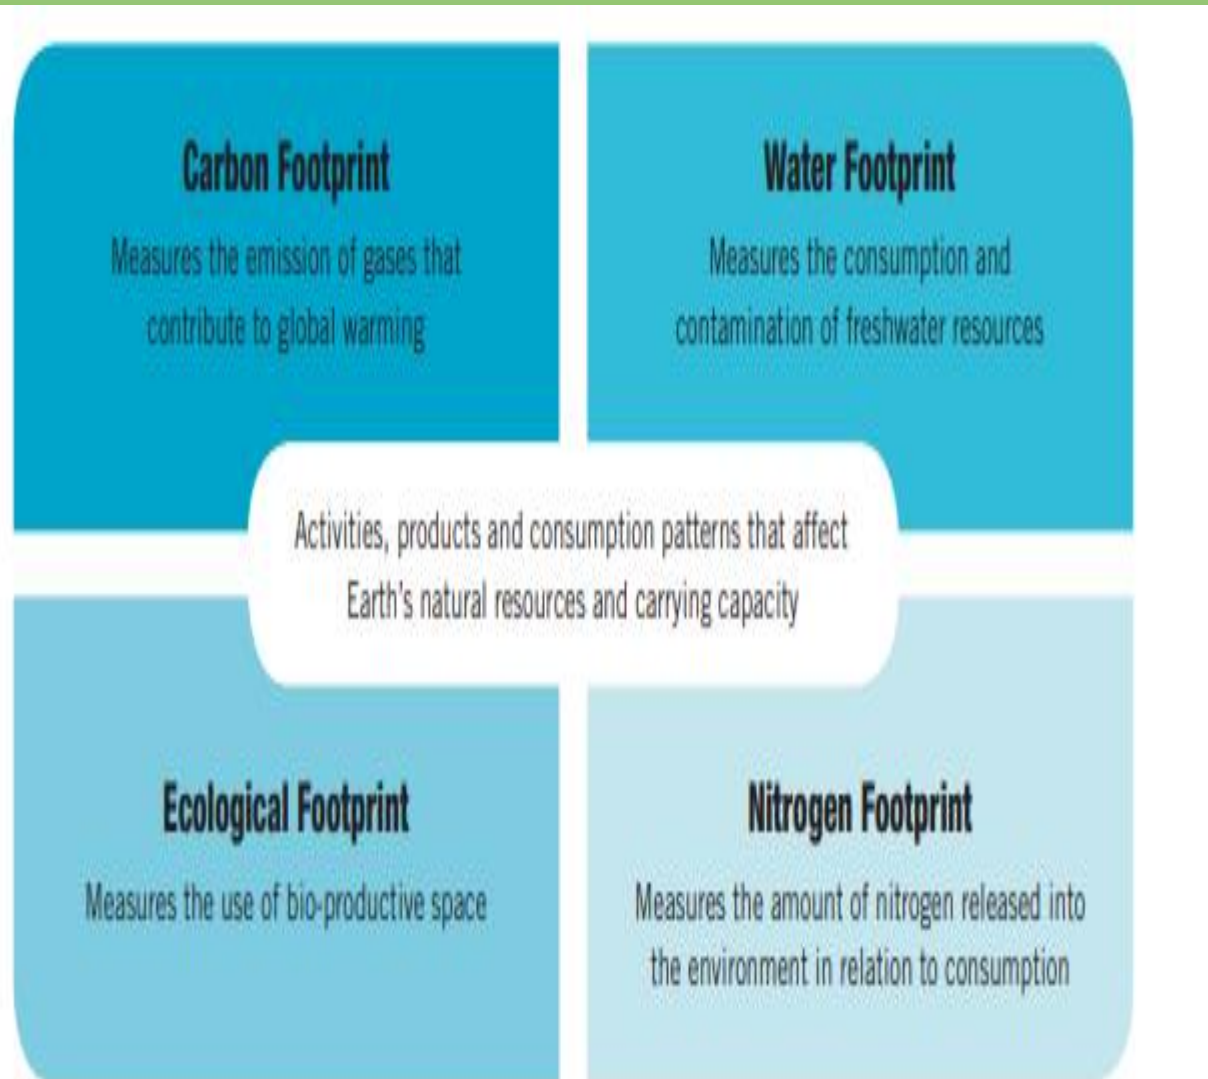 Carbon Footprint
Measures the emission of gases that
contribute to global warming
Water Footprint
Measures the consumption and
contamination of freshwater resources
Activities, products and consumption patterns that affect
Earth's natural resources and carrying capacity
Ecological Footprint
Measures the use of bio-productive space
Nitrogen Footprint
Measures the amount of nitrogen released into
the environment in relation to consumption